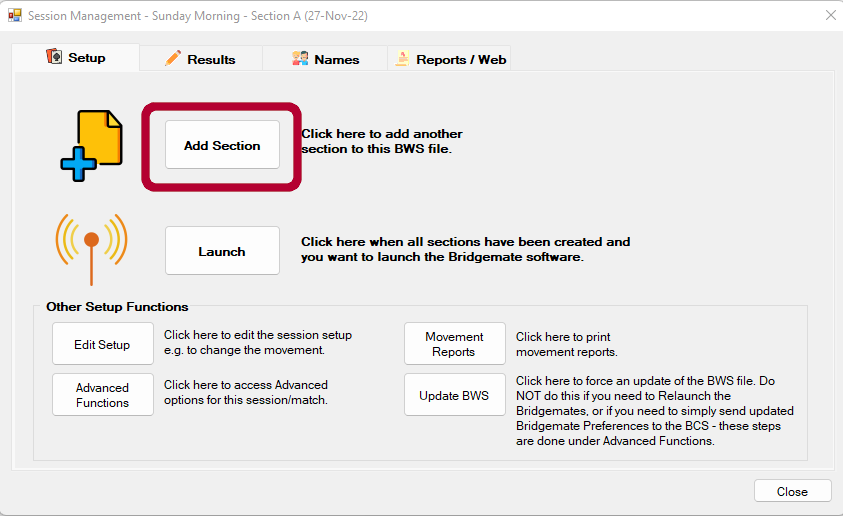 Session Management - Sunday Morning - Section A (27-Nov-22)
Setup
Results
Names
Reports / Web
Add Section
Click here to add another
section to this BWS file.
Launch
Click here when all sections have been created and
you want to launch the Bridgemate software.
Other Setup Functions
Edit Setup
Click here to edit the session setup
e.g. to change the movement.
Movement
Reports
Click here to print
movement reports.
Advanced
Functions
Click here to access Advanced
options for this session/match.
Update BWS
Click here to force an update of the BWS file. Do
NOT do this if you need to Relaunch the
Bridgemates, or if you need to simply send updated
Bridgemate Preferences to the BCS - these steps
are done under Advanced Functions.
Close